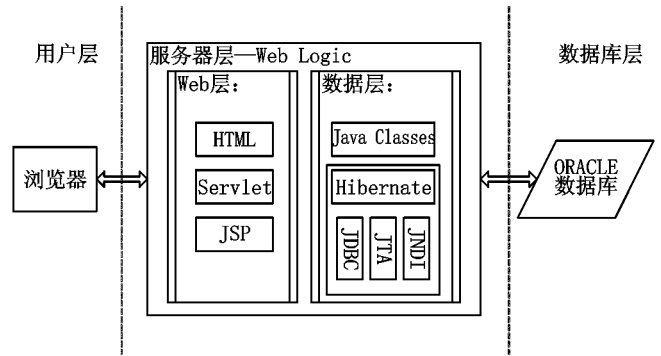 用户层
服务器层—Web Logic
数据库层
Web层：
数据层：
HTML
Java Classes
浏览器
Servlet
Hibernate
ORACLE
数据库
JSP
JDBC
JTA
JNDI